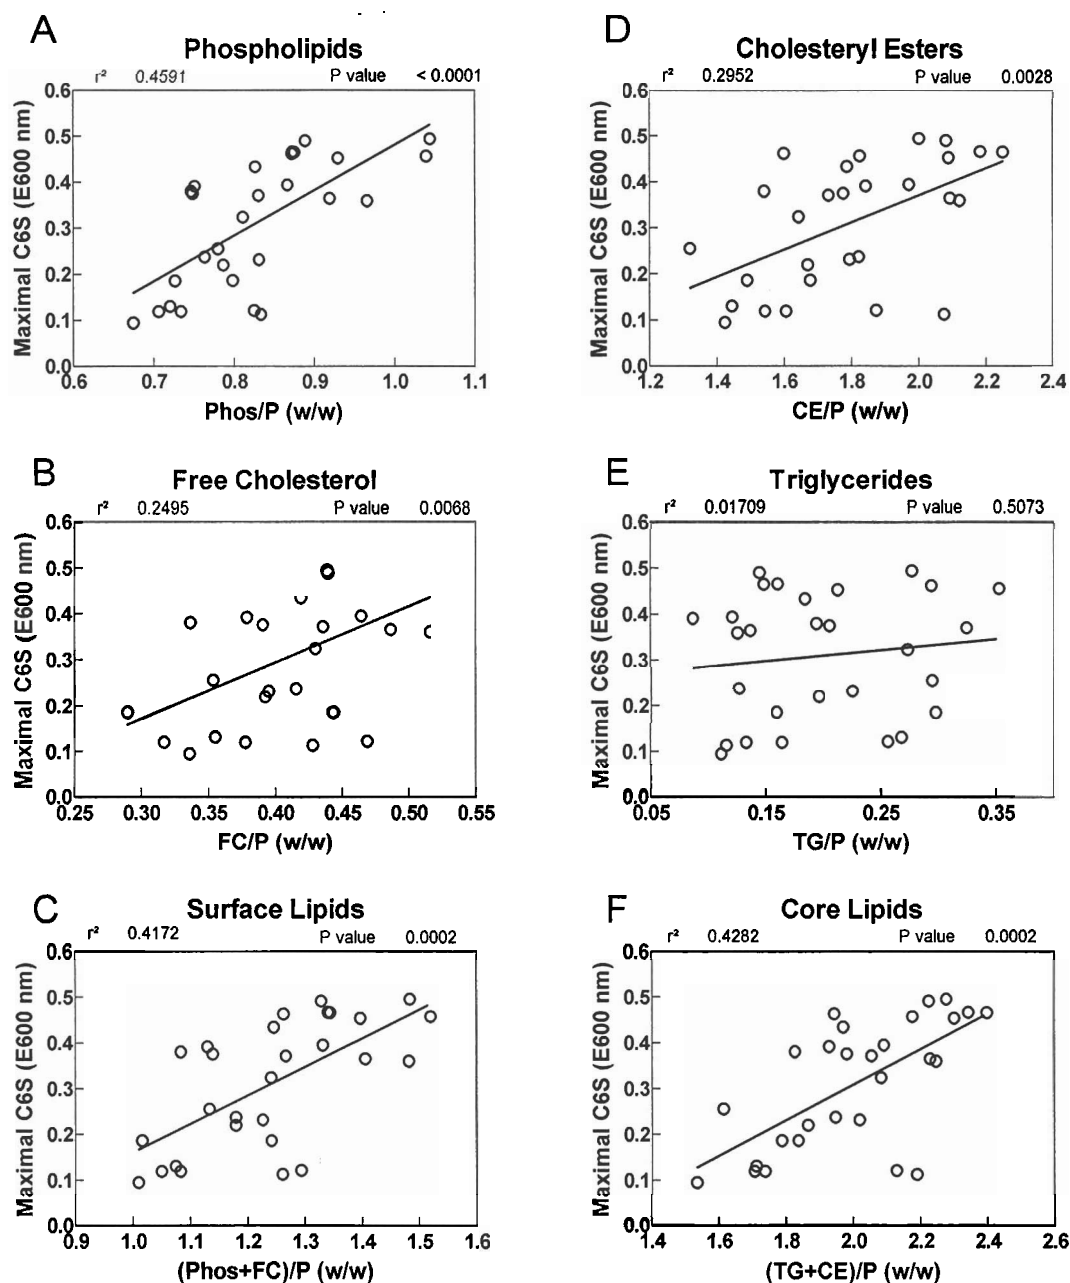 A
Phospholipids
r² 0.4591 P value < 0.0001
Maximal C6S (E600 nm)
0.6
0.5
0.4
0.3
0.2
0.1
0.0
0.6 0.7 0.8 0.9 1.0 1.1
Phos/P (w/w)
D
Cholesteryl Esters
r² 0.2952 P value 0.0028
Maximal C6S (E600 nm)
0.6
0.5
0.4
0.3
0.2
0.1
0.0
1.2 1.4 1.6 1.8 2.0 2.2 2.4
CE/P (w/w)
B
Free Cholesterol
r² 0.2495 P value 0.0068
Maximal C6S (E600 nm)
0.6
0.5
0.4
0.3
0.2
0.1
0.0
0.25 0.30 0.35 0.40 0.45 0.50 0.55
FC/P (w/w)
E
Triglycerides
r² 0.01709 P value 0.5073
Maximal C6S (E600 nm)
0.6
0.5
0.4
0.3
0.2
0.1
0.0
0.05 0.15 0.25 0.35
TG/P (w/w)
C
Surface Lipids
r² 0.4172 P value 0.0002
Maximal C6S (E600 nm)
0.6
0.5
0.4
0.3
0.2
0.1
0.0
0.9 1.0 1.1 1.2 1.3 1.4 1.5 1.6
(Phos+FC)/P (w/w)
F
Core Lipids
r² 0.4282 P value 0.0002
Maximal C6S (E600 nm)
0.6
0.5
0.4
0.3
0.2
0.1
0.0
1.4 1.6 1.8 2.0 2.2 2.4 2.6
(TG+CE)/P (w/w)